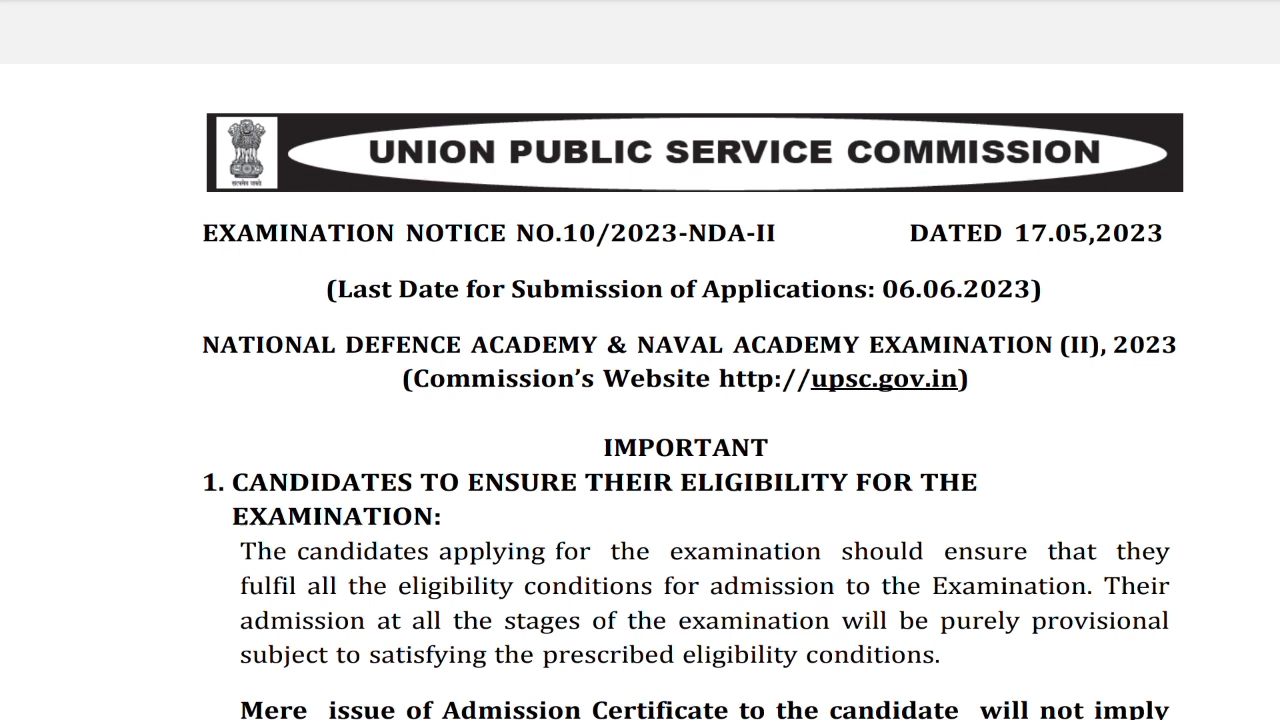 सत्यमेव जयते
UNION PUBLIC SERVICE COMMISSION
EXAMINATION NOTICE NO.10/2023-NDA-II DATED 17.05,2023
(Last Date for Submission of Applications: 06.06.2023)
NATIONAL DEFENCE ACADEMY & NAVAL ACADEMY EXAMINATION (II), 2023
(Commission’s Website http://upsc.gov.in)
IMPORTANT
1. CANDIDATES TO ENSURE THEIR ELIGIBILITY FOR THE
EXAMINATION:
The candidates applying for the examination should ensure that they
fulfil all the eligibility conditions for admission to the Examination. Their
admission at all the stages of the examination will be purely provisional
subject to satisfying the prescribed eligibility conditions.
Mere issue of Admission Certificate to the candidate will not imply